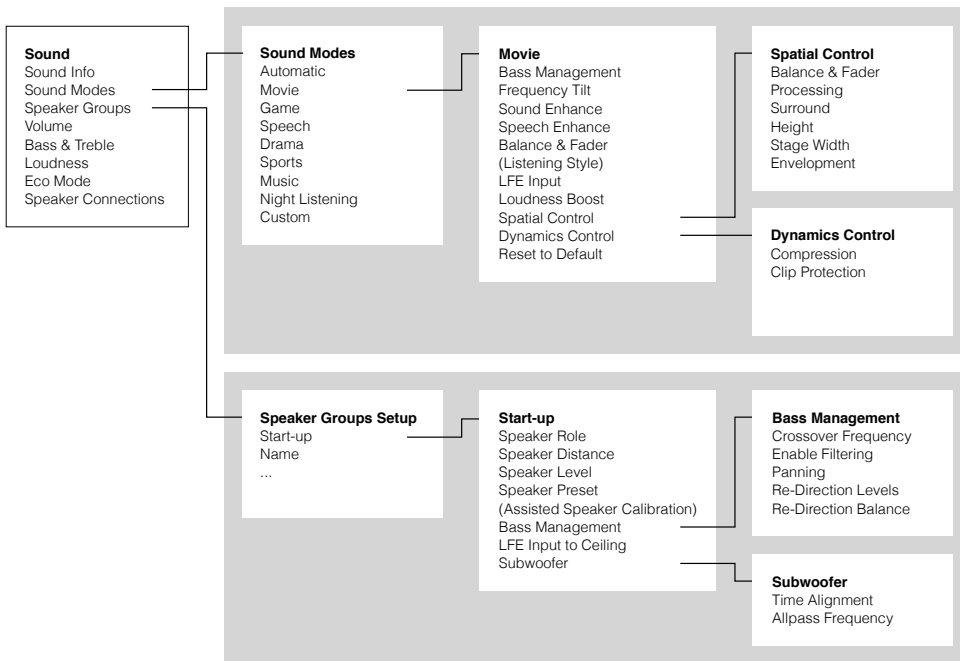 Sound
Sound Info
Sound Modes
Speaker Groups
Volume
Bass & Treble
Loudness
Eco Mode
Speaker Connections
Sound Modes
Automatic
Movie
Game
Speech
Drama
Sports
Music
Night Listening
Custom
Movie
Bass Management
Frequency Tilt
Sound Enhance
Speech Enhance
Balance & Fader
(Listening Style)
LFE Input
Loudness Boost
Spatial Control
Dynamics Control
Reset to Default
Spatial Control
Balance & Fader
Processing
Surround
Height
Stage Width
Envelopment
Dynamics Control
Compression
Clip Protection
Speaker Groups Setup
Start-up
Name
...
Start-up
Speaker Role
Speaker Distance
Speaker Level
Speaker Preset
(Assisted Speaker Calibration)
Bass Management
LFE Input to Ceiling
Subwoofer
Bass Management
Crossover Frequency
Enable Filtering
Panning
Re-Direction Levels
Re-Direction Balance
Subwoofer
Time Alignment
Allpass Frequency